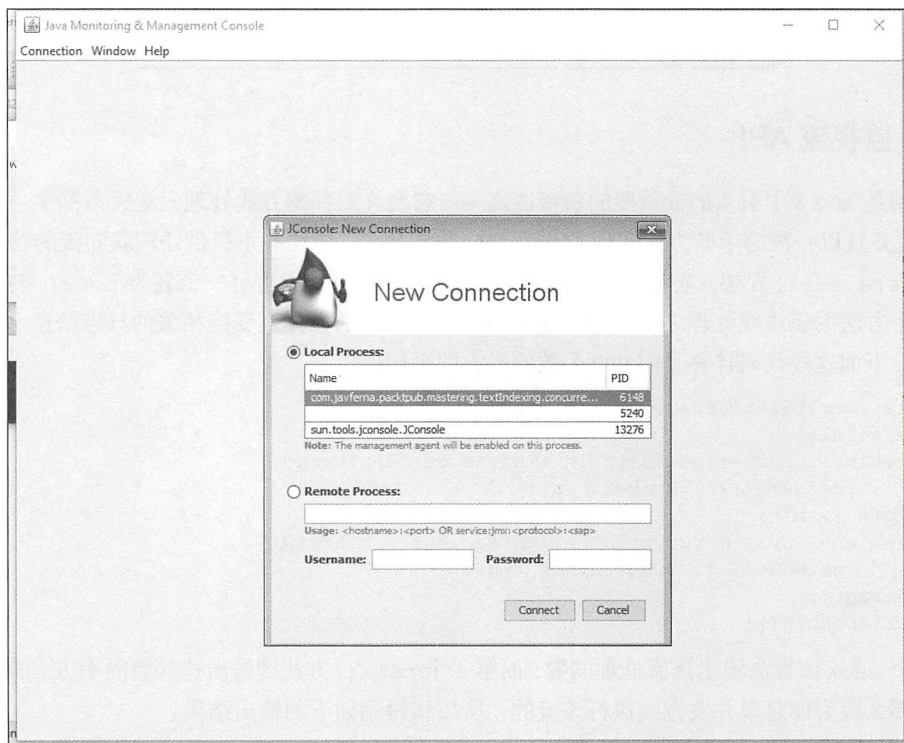 Java Monitoring & Management Console
Connection Window Help
JConsole: New Connection
New Connection
Local Process:
Name PID
com.javferna.packtpub.mastering.textIndexing.concurre... 6148
5240
sun.tools.jconsole.JConsole 13276
Note: The management agent will be enabled on this process.
Remote Process:
Usage: <hostname>:<port> OR service:jmx:<protocol>:<sap>
Username: Password:
Connect Cancel